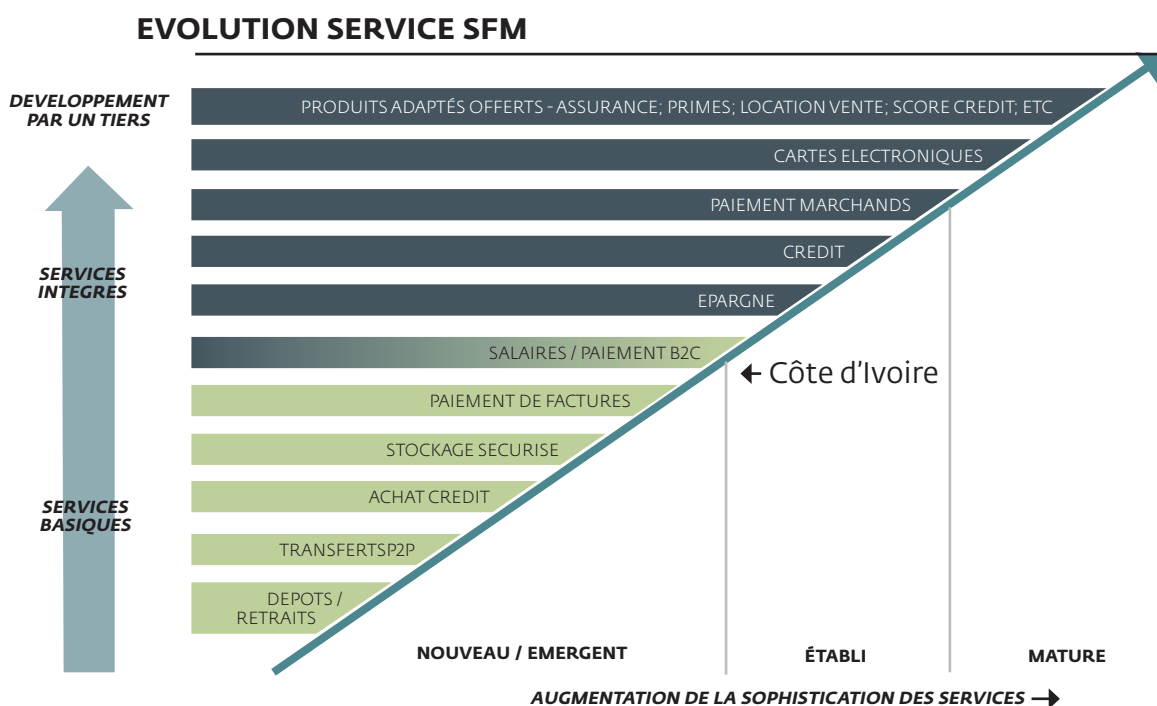 EVOLUTION SERVICE SFM
DEVELOPPEMENT
PAR UN TIERS
PRODUITS ADAPTÉS OFFERTS - ASSURANCE; PRIMES; LOCATION VENTE; SCORE CREDIT; ETC
CARTES ELECTRONIQUES
PAIEMENT MARCHANDS
CREDIT
SERVICES
INTEGRES
EPARGNE
SALAIRES / PAIEMENT B2C
← Côte d'Ivoire
PAIEMENT DE FACTURES
STOCKAGE SECURISE
ACHAT CREDIT
SERVICES
BASIQUES
TRANSFERTSP2P
DEPOTS /
RETRAITS
NOUVEAU / EMERGENT
ÉTABLI
MATURE
AUGMENTATION DE LA SOPHISTICATION DES SERVICES →